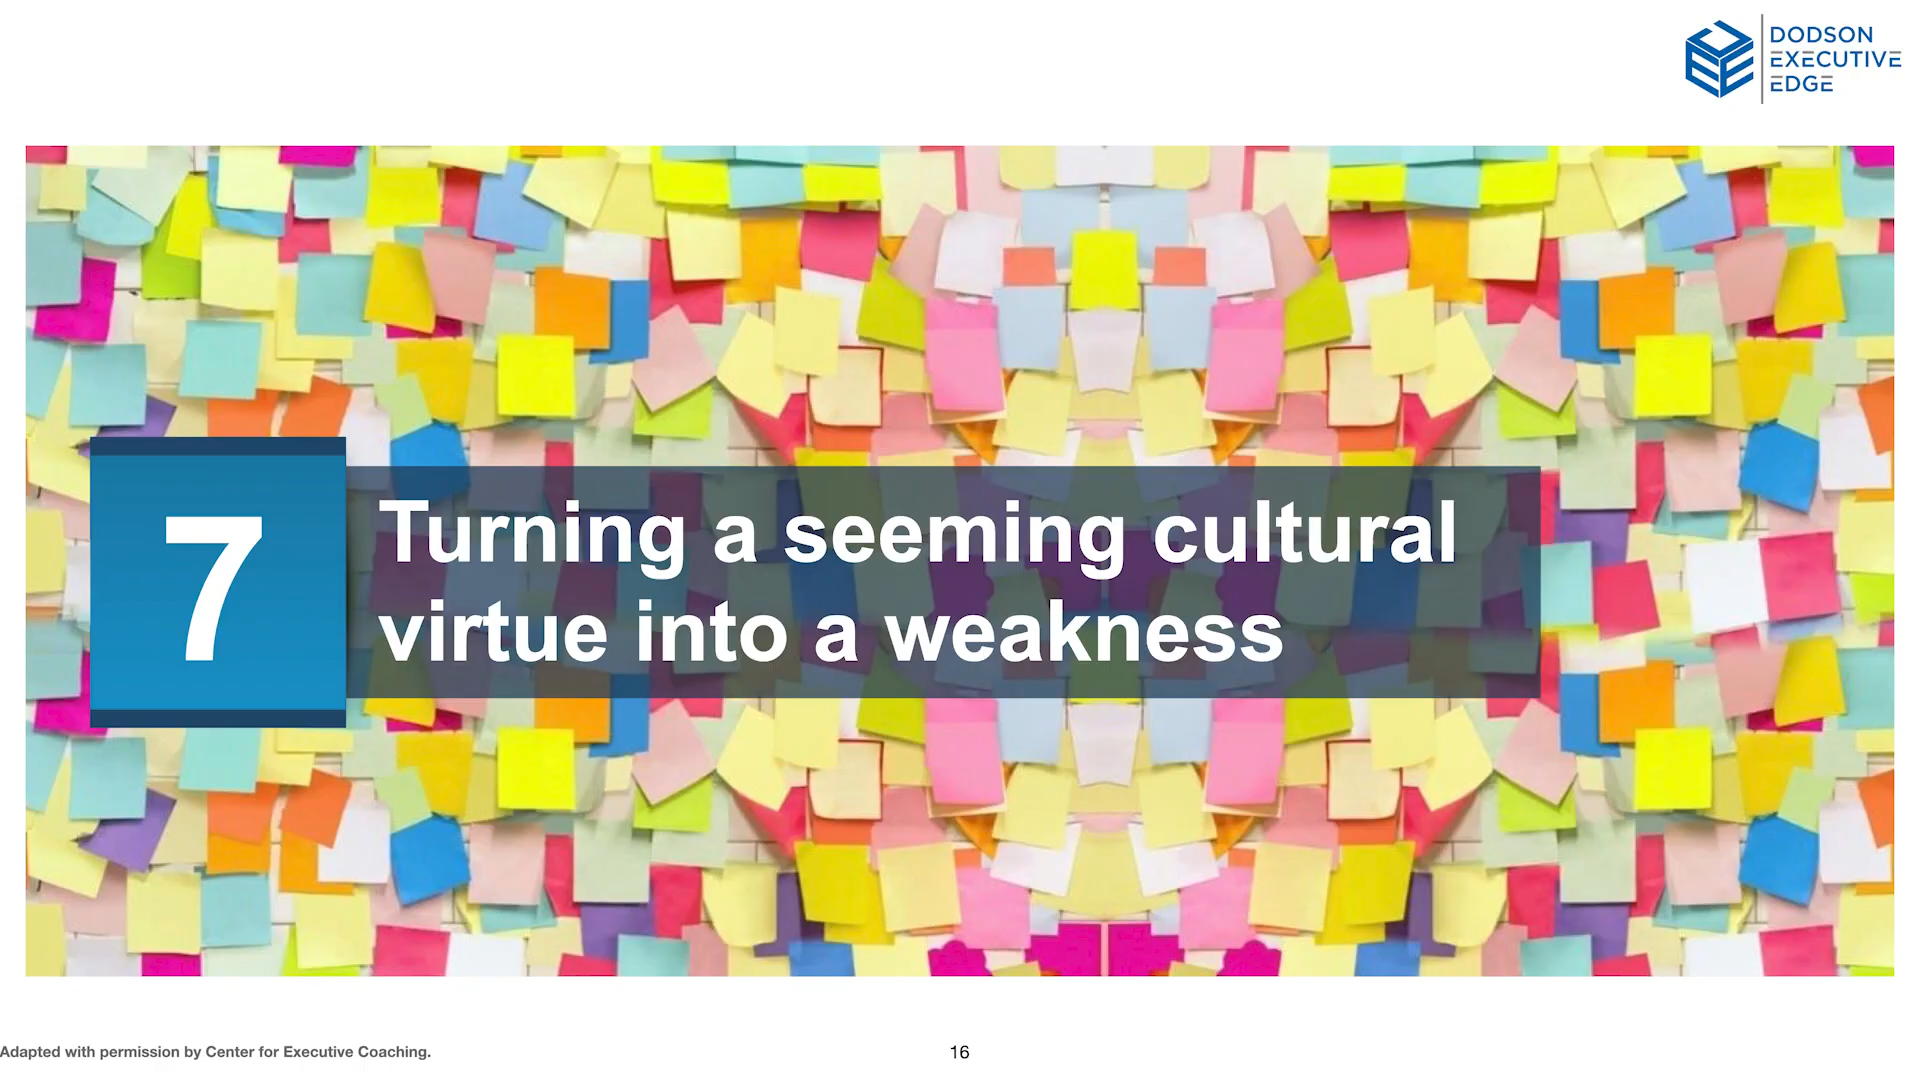 DODSON
EXECUTIVE
EDGE
7
Turning a seeming cultural
virtue into a weakness
Adapted with permission by Center for Executive Coaching.
16